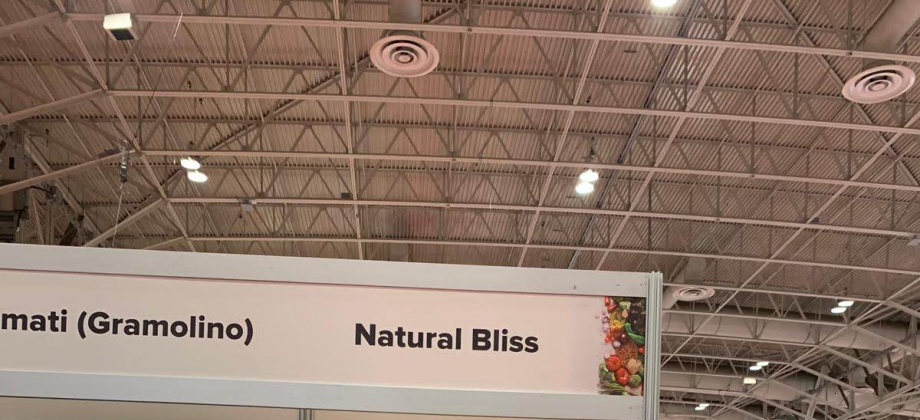 mati (Gramolino)
Natural Bliss